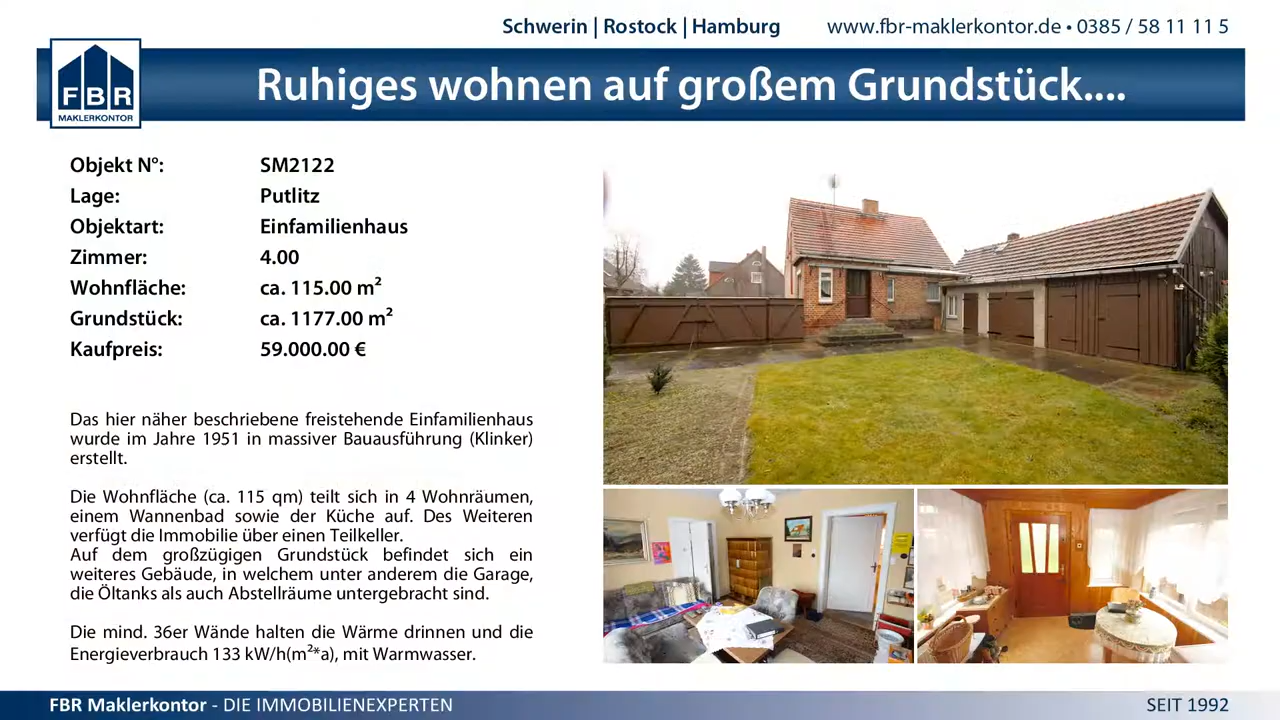 Schwerin | Rostock | Hamburg www.fbr-maklerkontor.de • 0385 / 58 11 11 5
FBR
MAKLERKONTOR
Ruhiges wohnen auf großem Grundstück....
Objekt N°: SM2122
Lage: Putlitz
Objektart: Einfamilienhaus
Zimmer: 4.00
Wohnfläche: ca. 115.00 m²
Grundstück: ca. 1177.00 m²
Kaufpreis: 59.000.00 €
Das hier näher beschriebene freistehende Einfamilienhaus
wurde im Jahre 1951 in massiver Bauausführung (Klinker)
erstellt.
Die Wohnfläche (ca. 115 qm) teilt sich in 4 Wohnräumen,
einem Wannenbad sowie der Küche auf. Des Weiteren
verfügt die Immobilie über einen Teilkeller.
Auf dem großzügigen Grundstück befindet sich ein
weiteres Gebäude, in welchem unter anderem die Garage,
die Öltanks als auch Abstellräume untergebracht sind.
Die mind. 36er Wände halten die Wärme drinnen und die
Energieverbrauch 133 kW/h(m²*a), mit Warmwasser.
FBR Maklerkontor - DIE IMMOBILIENEXPERTEN SEIT 1992